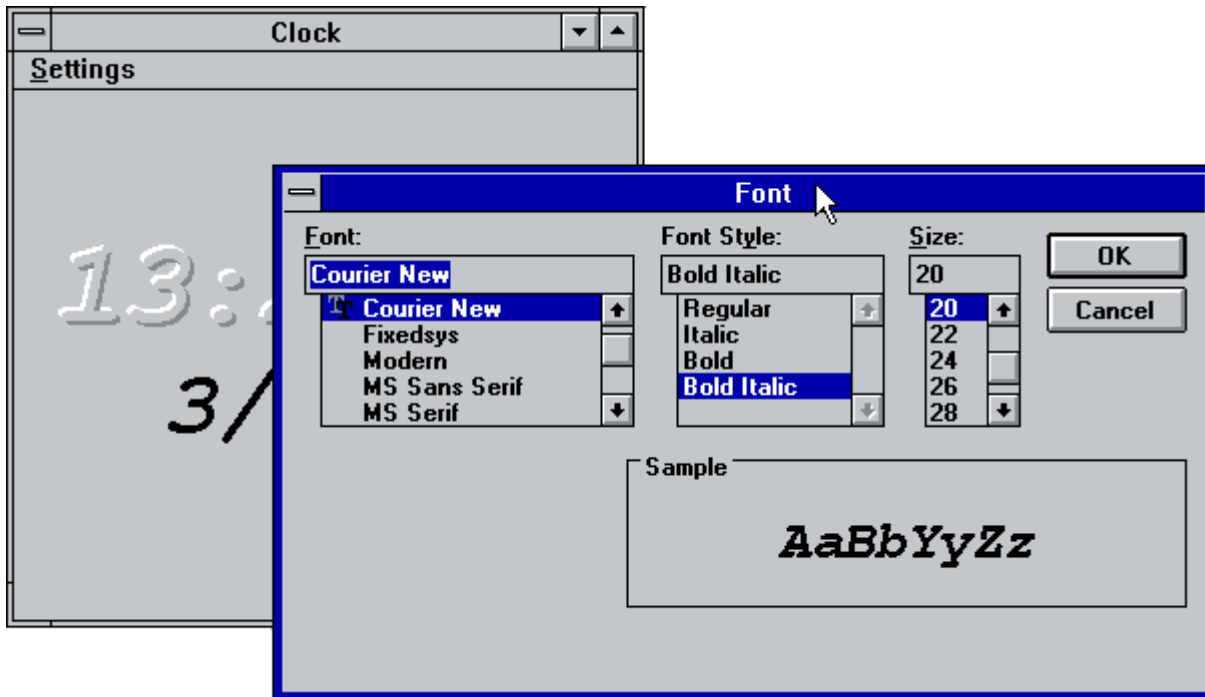 Clock
Settings
13:
3/
Font
Font:
Font Style:
Size:
Courier New
Bold Italic
20
OK
Cancel
Courier New
Fixedsys
Modern
MS Sans Serif
MS Serif
Regular
Italic
Bold
Bold Italic
20
22
24
26
28
Sample
AaBbYyZz